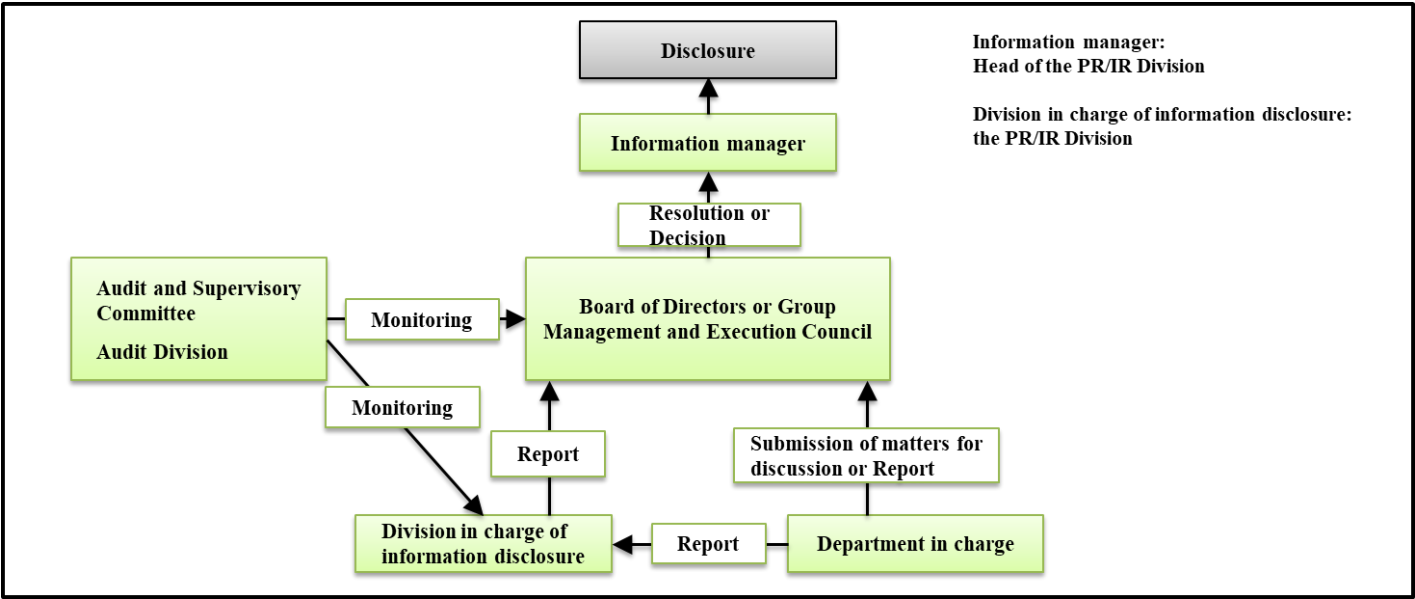 Disclosure
Information manager:
Head of the PR/IR Division
Division in charge of information disclosure:
the PR/IR Division
Information manager
Resolution or
Decision
Audit and Supervisory
Committee
Audit Division
Monitoring
Board of Directors or Group
Management and Execution Council
Monitoring
Report
Submission of matters for
discussion or Report
Division in charge of
information disclosure
Report
Department in charge